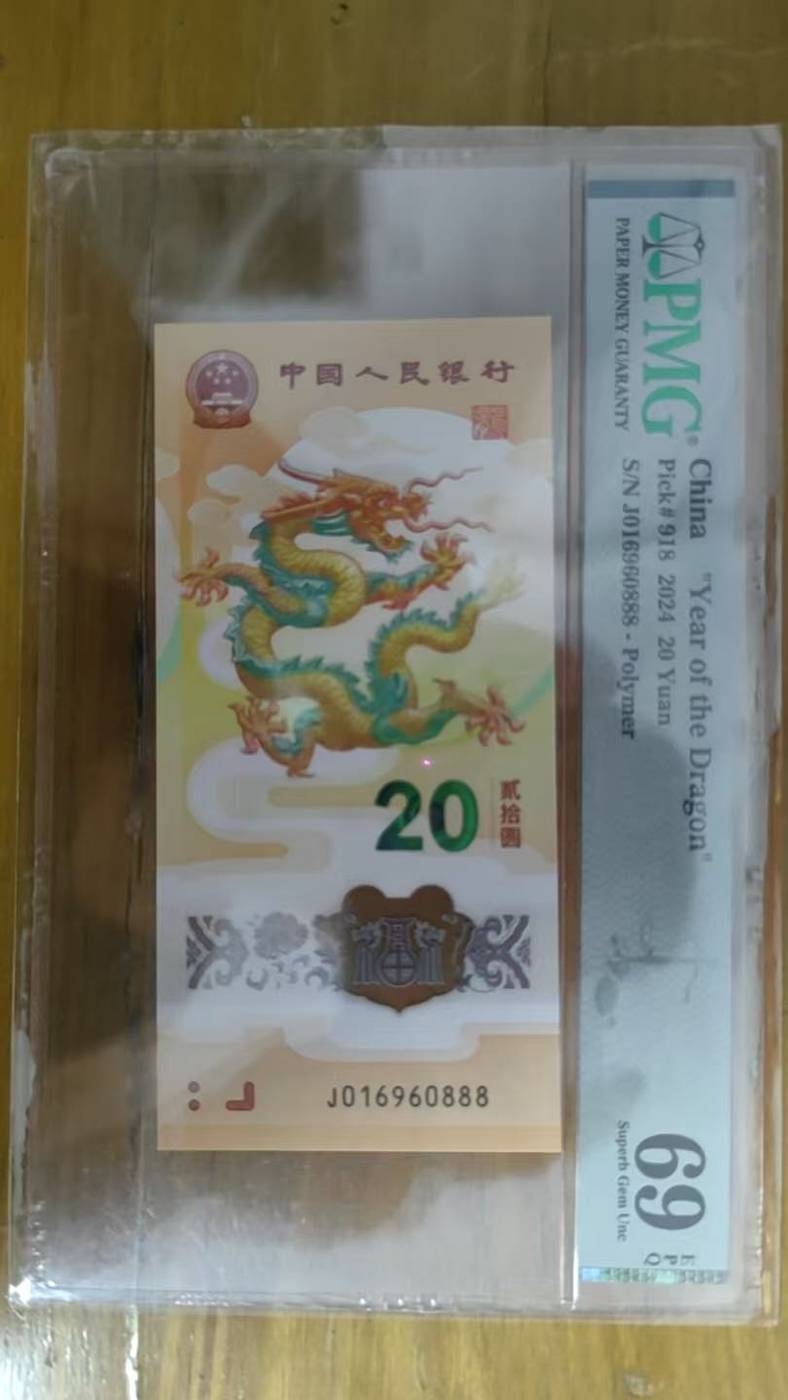 中国人民银行
20
贰拾圆
J016960888
PMG®
PAPER MONEY GUARANTY
China "Year of the Dragon"
Pick# 918 2024 20 Yuan
S/N J016960888 - Polymer
69
EPQ
Superb Gem Unc